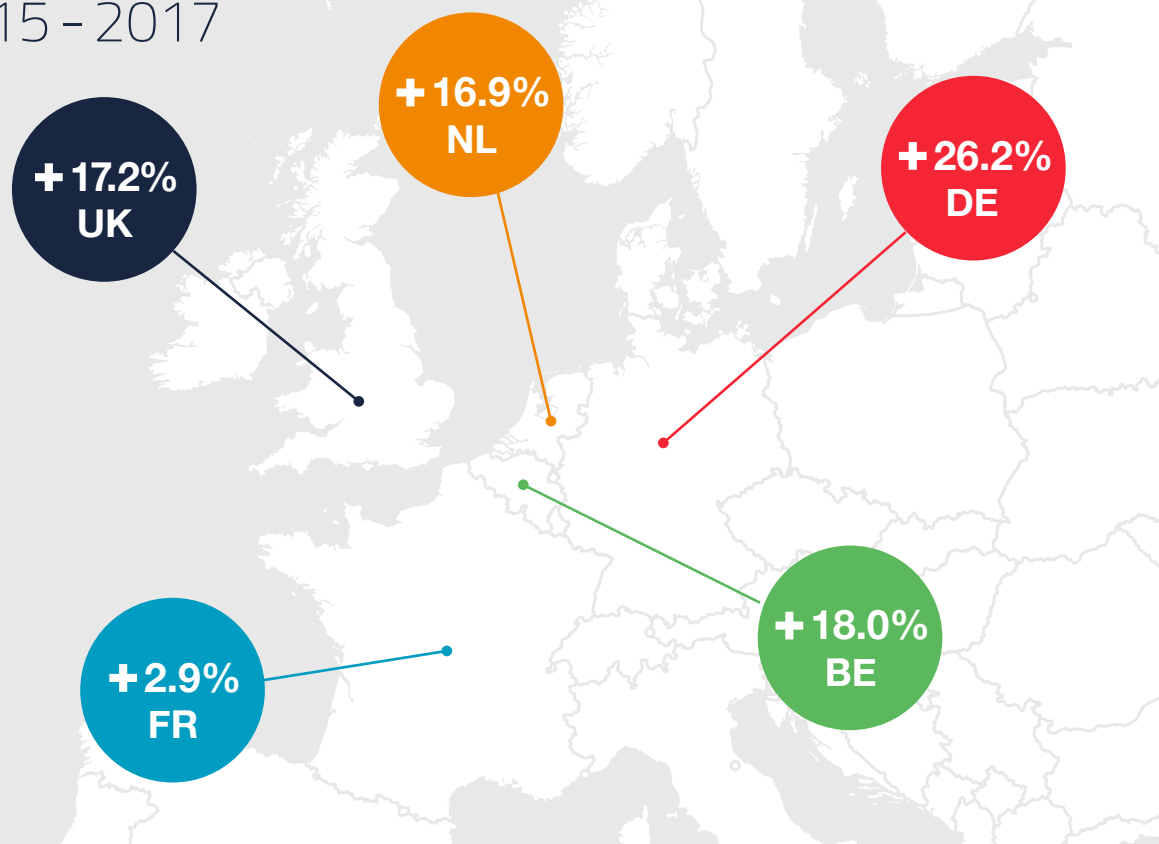 15 – 2017
+ 16.9%
NL
+ 26.2%
DE
+ 17.2%
UK
+ 18.0%
BE
+ 2.9%
FR